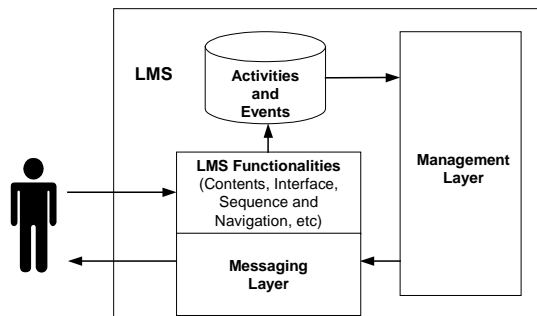 LMS
Activities
and
Events
LMS Functionalities
(Contents, Interface,
Sequence and
Navigation, etc)
Messaging
Layer
Management
Layer